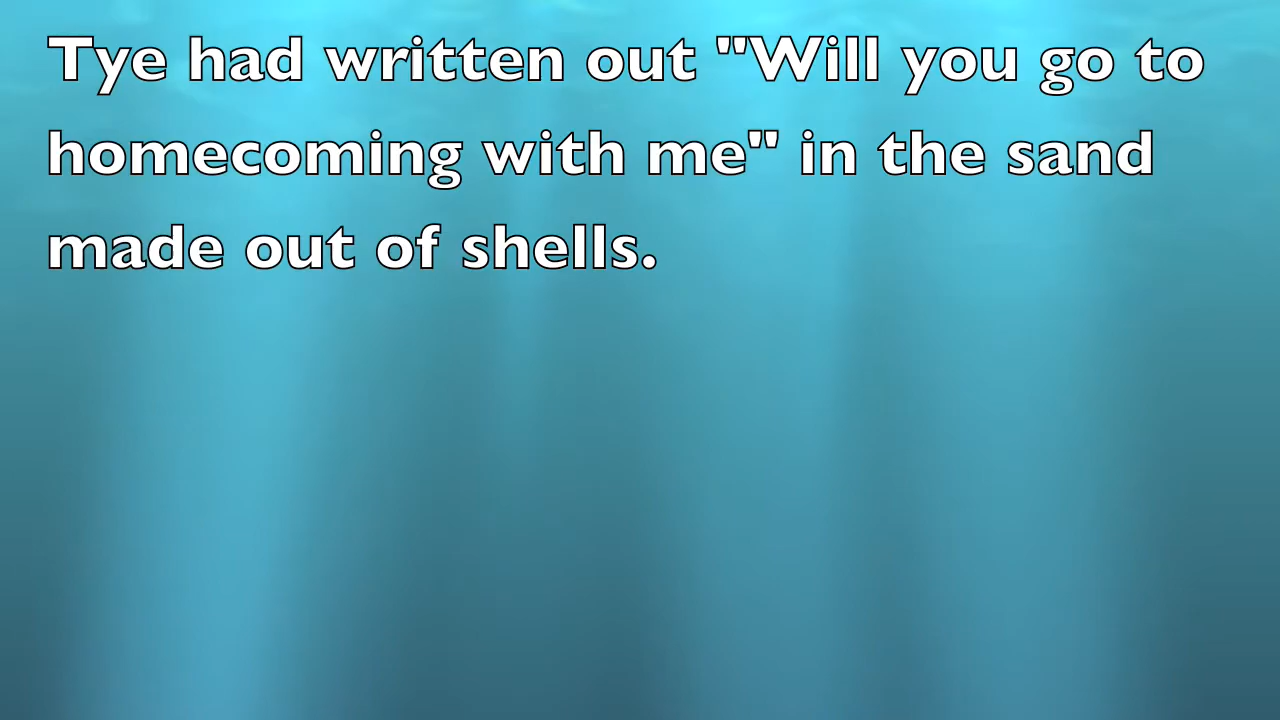 Tye had written out "Will you go to
homecoming with me" in the sand
made out of shells.